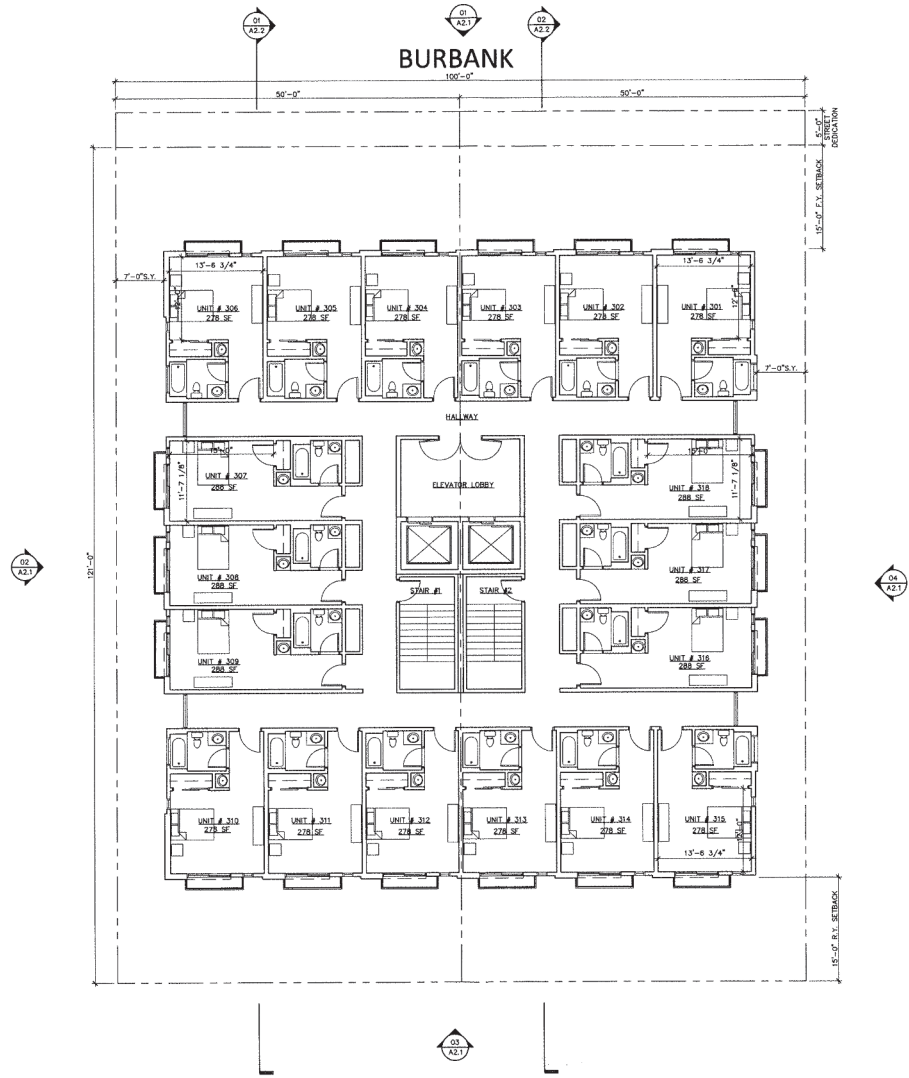 01
A2.2
01
A2.1
02
A2.2
BURBANK
100'-0"
50'-0"
50'-0"
5'-0"
STREET
DEDICATION
15'-0" F.Y. SETBACK
13'-6 3/4"
13'-6 3/4"
7'-0"S.Y.
UNIT # 306
278 SF
UNIT # 305
278 SF
UNIT # 304
278 SF
UNIT # 303
278 SF
UNIT # 302
278 SF
UNIT # 301
278 SF
7'-0"S.Y.
HALLWAY
15'-0"
UNIT # 307
288 SF
11'-7 1/8"
ELEVATOR LOBBY
15'-0"
UNIT # 318
288 SF
11'-7 1/8"
02
A2.1
121'-0"
UNIT # 308
288 SF
STAIR #1
STAIR #2
UNIT # 317
288 SF
04
A2.1
UNIT # 309
288 SF
UNIT # 316
288 SF
UNIT # 310
278 SF
UNIT # 311
278 SF
UNIT # 312
278 SF
UNIT # 313
278 SF
UNIT # 314
278 SF
UNIT # 315
278 SF
13'-6 3/4"
15'-0" R.Y. SETBACK
03
A2.1